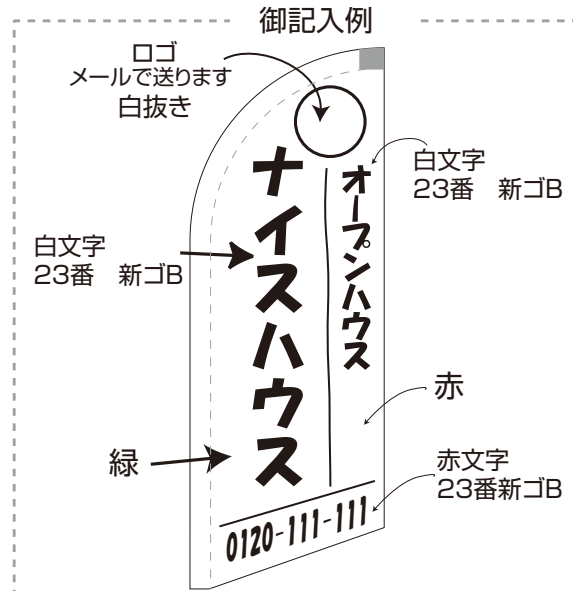 御記入例
ロゴ
メールで送ります
白抜き
白文字
23番 新ゴB
オープンハウス
ナイスハウス
白文字
23番 新ゴB
赤
緑
赤文字
23番新ゴB
0120-111-111